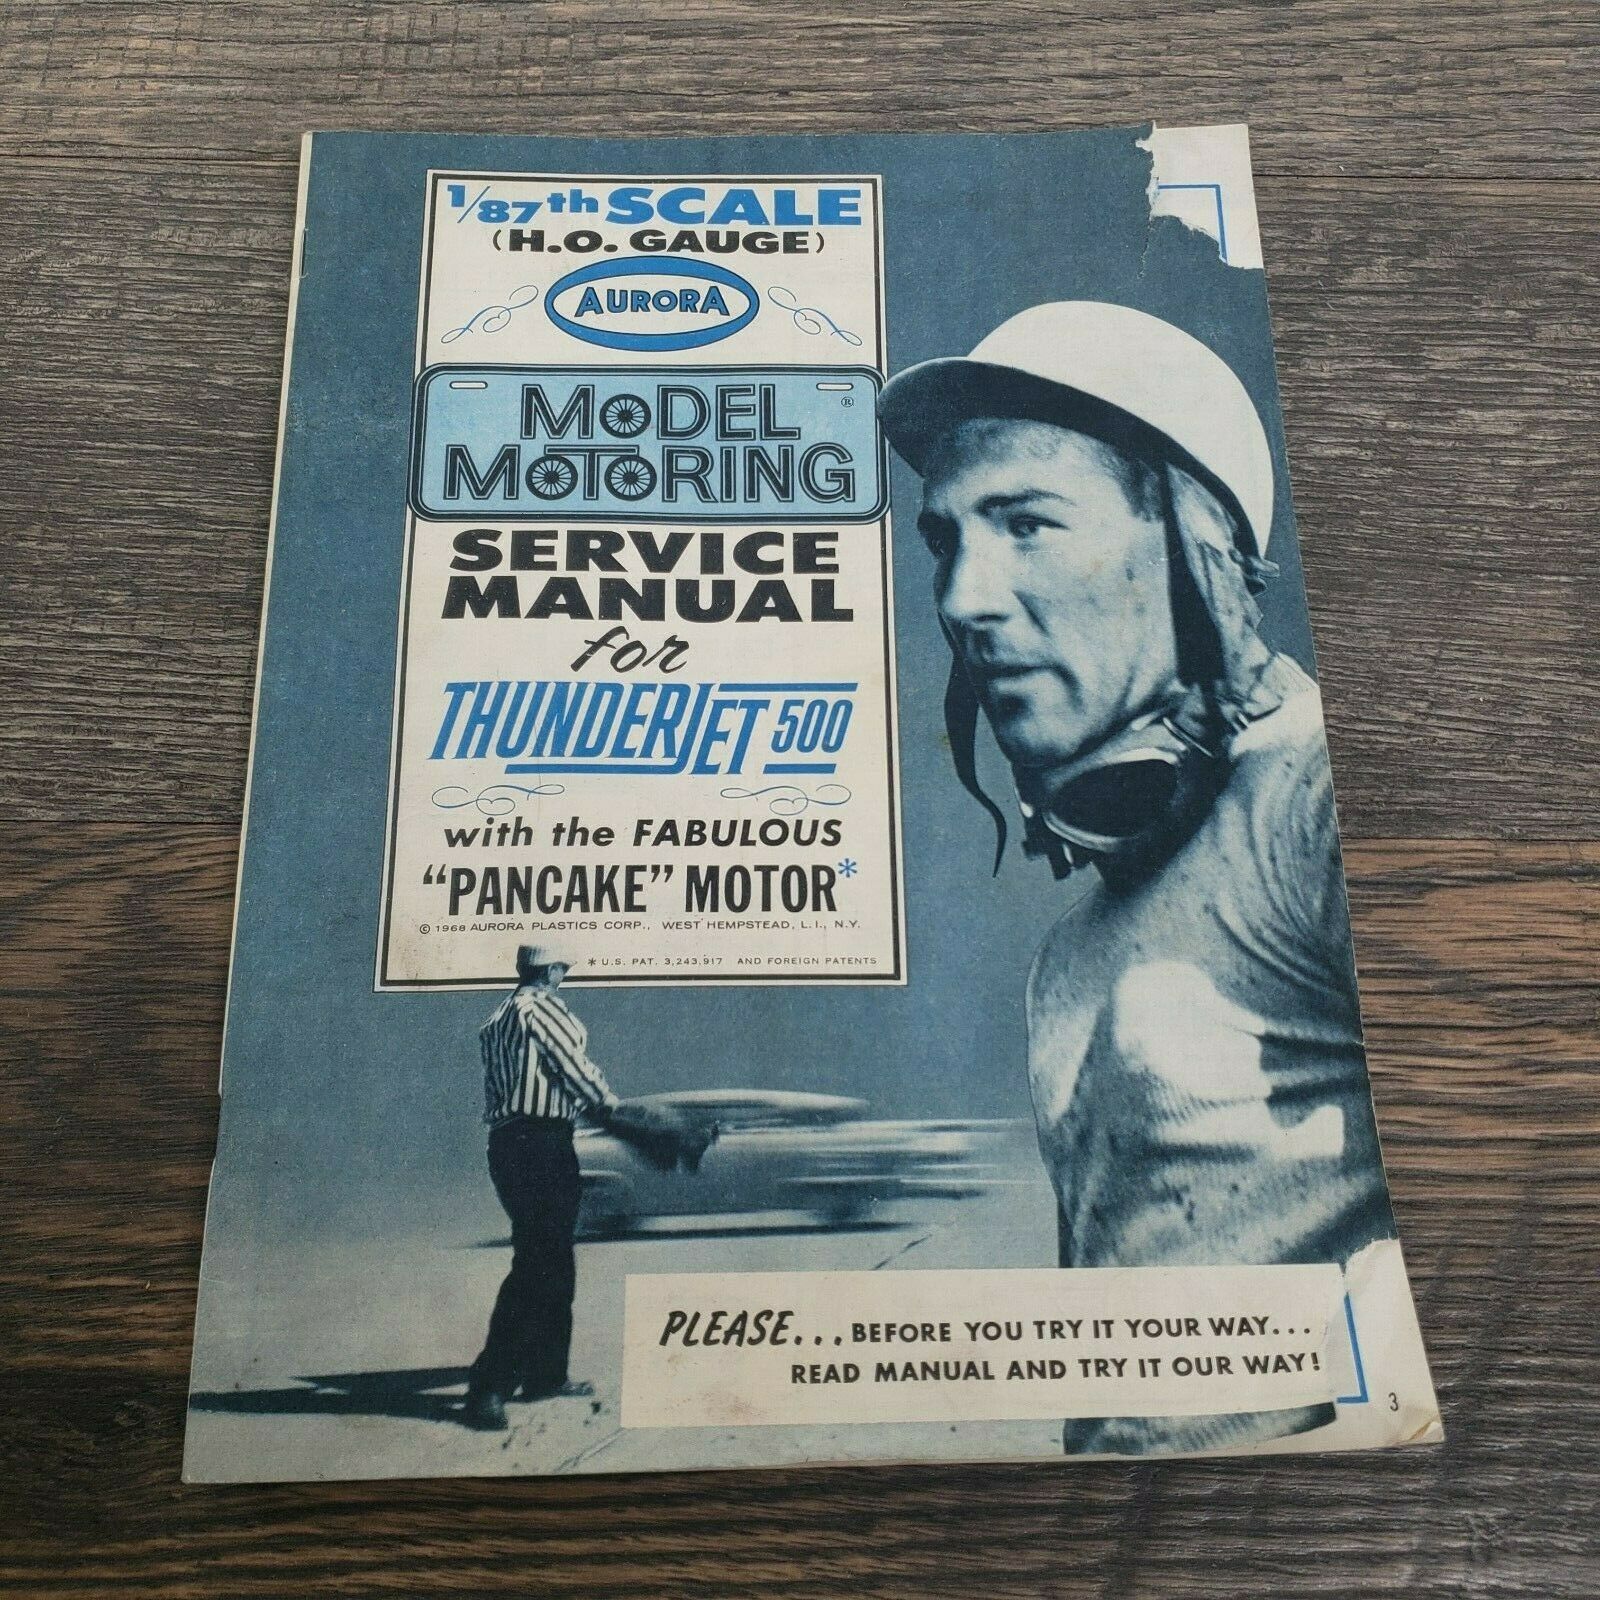 1/87th SCALE
(H.O. GAUGE)
AURORA
MODEL ®
MOTORING
SERVICE
MANUAL
for
THUNDERJET 500
with the FABULOUS
“PANCAKE” MOTOR*
© 1968 AURORA PLASTICS CORP., WEST HEMPSTEAD, L.I., N.Y.
* U.S. PAT. 3,243,917 AND FOREIGN PATENTS
PLEASE... BEFORE YOU TRY IT YOUR WAY...
READ MANUAL AND TRY IT OUR WAY!
3